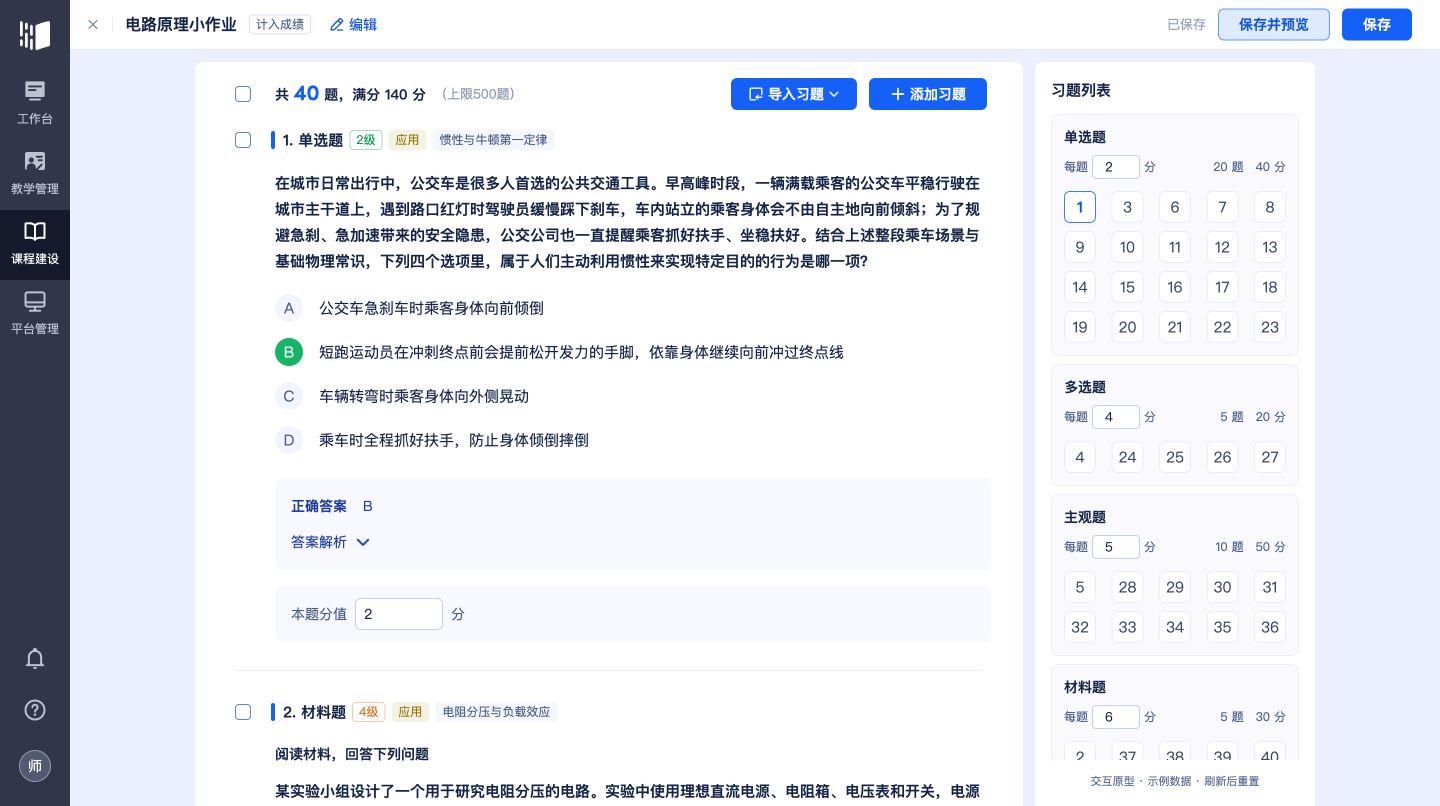 工作台
教学管理
课程建设
平台管理
师
电路原理小作业 计入成绩 编辑
已保存 保存并预览 保存
共 40 题，满分 140 分 （上限500题）
导入习题 添加习题
1. 单选题 2级 应用 惯性与牛顿第一定律
在城市日常出行中，公交车是很多人首选的公共交通工具。早高峰时段，一辆满载乘客的公交车平稳行驶在
城市主干道上，遇到路口红灯时驾驶员缓慢踩下刹车，车内站立的乘客身体会不由自主地向前倾斜；为了规
避急刹、急加速带来的安全隐患，公交公司也一直提醒乘客抓好扶手、坐稳扶好。结合上述整段乘车场景与
基础物理常识，下列四个选项里，属于人们主动利用惯性来实现特定目的的行为是哪一项？
A 公交车急刹车时乘客身体向前倾倒
B 短跑运动员在冲刺终点前会提前松开发力的手脚，依靠身体继续向前冲过终点线
C 车辆转弯时乘客身体向外侧晃动
D 乘车时全程抓好扶手，防止身体倾倒摔倒
正确答案 B
答案解析
本题分值 2 分
2. 材料题 4级 应用 电阻分压与负载效应
阅读材料，回答下列问题
某实验小组设计了一个用于研究电阻分压的电路。实验中使用理想直流电源、电阻箱、电压表和开关，电源
习题列表
单选题
每题 2 分 20 题 40 分
1 3 6 7 8
9 10 11 12 13
14 15 16 17 18
19 20 21 22 23
多选题
每题 4 分 5 题 20 分
4 24 25 26 27
主观题
每题 5 分 10 题 50 分
5 28 29 30 31
32 33 34 35 36
材料题
每题 6 分 5 题 30 分
2 37 38 39 40
交互原型 · 示例数据 · 刷新后重置